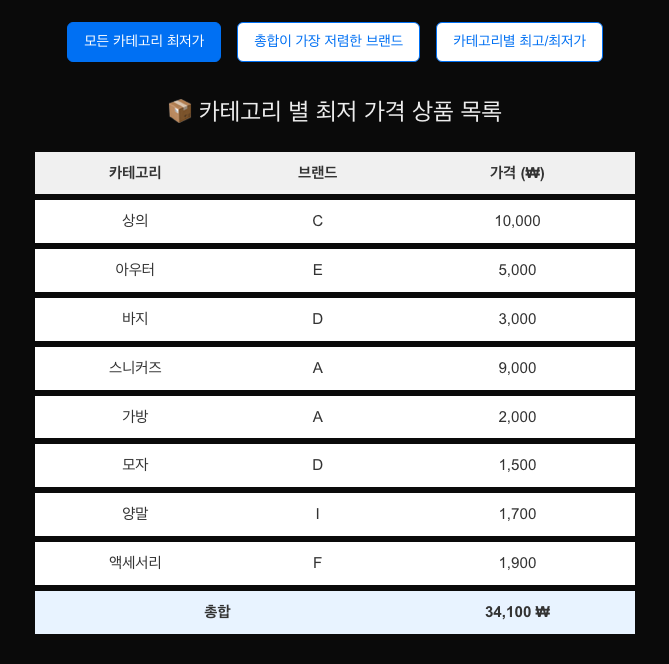 모든 카테고리 최저가 총합이 가장 저렴한 브랜드 카테고리별 최고/최저가
📦 카테고리 별 최저 가격 상품 목록
카테고리 브랜드 가격 (₩)
상의 C 10,000
아우터 E 5,000
바지 D 3,000
스니커즈 A 9,000
가방 A 2,000
모자 D 1,500
양말 I 1,700
액세서리 F 1,900
총합 34,100 ₩